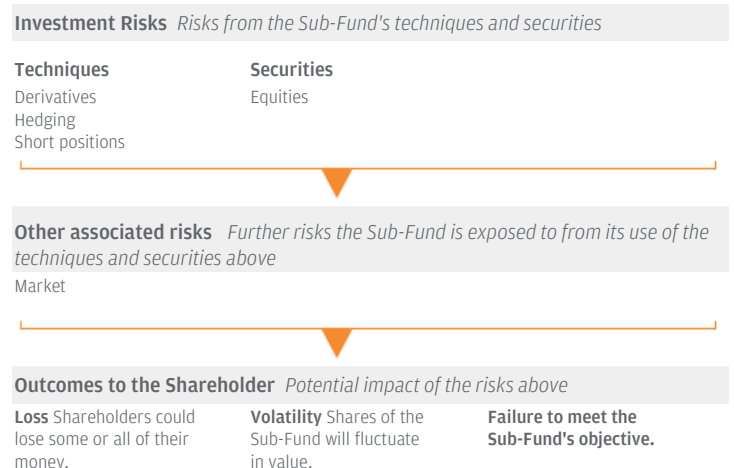 Investment Risks Risks from the Sub-Fund's techniques and securities
Techniques
Derivatives
Hedging
Short positions
Securities
Equities
Other associated risks Further risks the Sub-Fund is exposed to from its use of the
techniques and securities above
Market
Outcomes to the Shareholder Potential impact of the risks above
Loss Shareholders could
lose some or all of their
money.
Volatility Shares of the
Sub-Fund will fluctuate
in value.
Failure to meet the
Sub-Fund's objective.